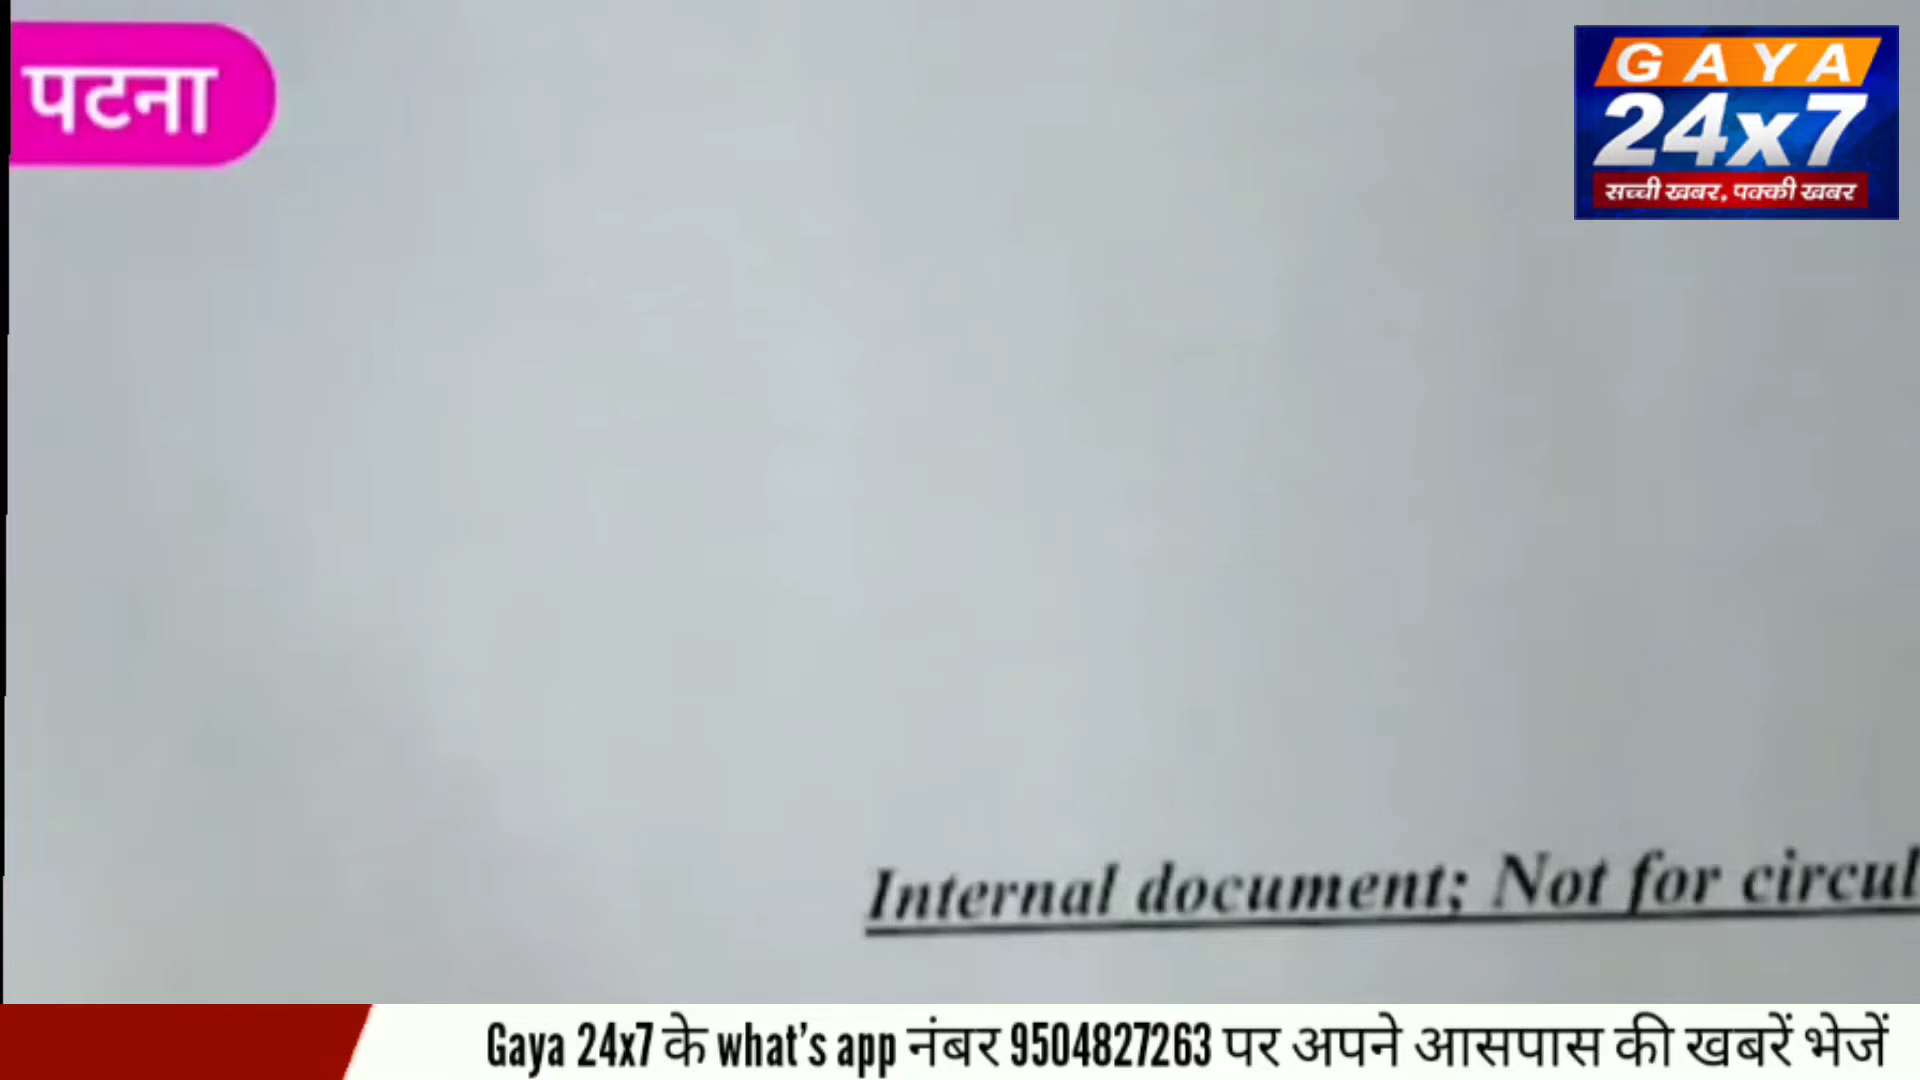 पटना
GAYA
24x7
सच्ची खबर, पक्की खबर
Internal document; Not for circul
Gaya 24x7 के what's app नंबर 9504827263 पर अपने आसपास की खबरें भेजें